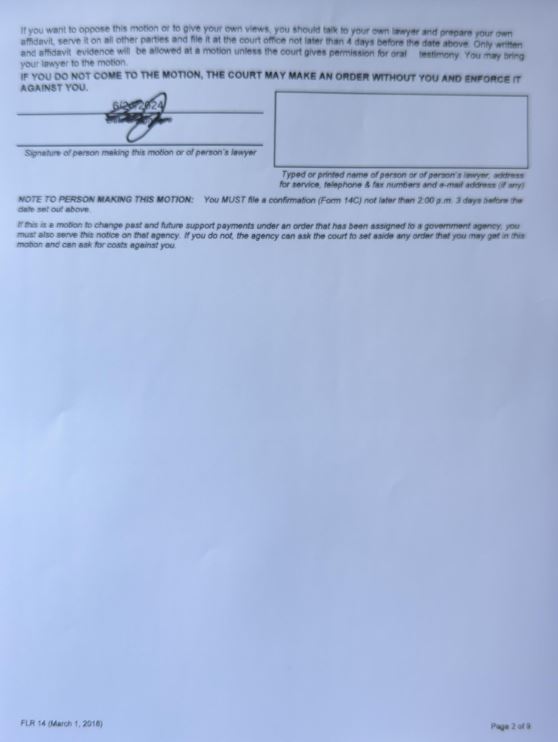 If you want to oppose this motion or to give your own views, you should talk to your own lawyer and prepare your own
affidavit, serve it on all other parties and file it at the court office not later than 4 days before the date above. Only written
and affidavit evidence will be allowed at a motion unless the court gives permission for oral testimony. You may bring
your lawyer to the motion.
IF YOU DO NOT COME TO THE MOTION, THE COURT MAY MAKE AN ORDER WITHOUT YOU AND ENFORCE IT
AGAINST YOU.
Signature of person making this motion or of person's lawyer
Typed or printed name of person or of person's lawyer, address
for service, telephone & fax numbers and e-mail address (if any)
NOTE TO PERSON MAKING THIS MOTION: You MUST file a confirmation (Form 14C) not later than 2:00 p.m. 3 days before the
date set out above.
If this is a motion to change past and future support payments under an order that has been assigned to a government agency, you
must also serve this notice on that agency. If you do not, the agency can ask the court to set aside any order that you may get in this
motion and can ask for costs against you.
FLR 14 (March 1, 2018)
Page 2 of 9